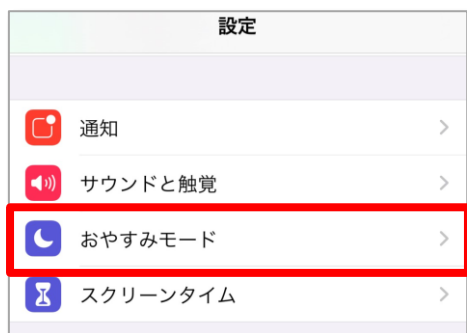 設定
通知
サウンドと触覚
おやすみモード
スクリーンタイム